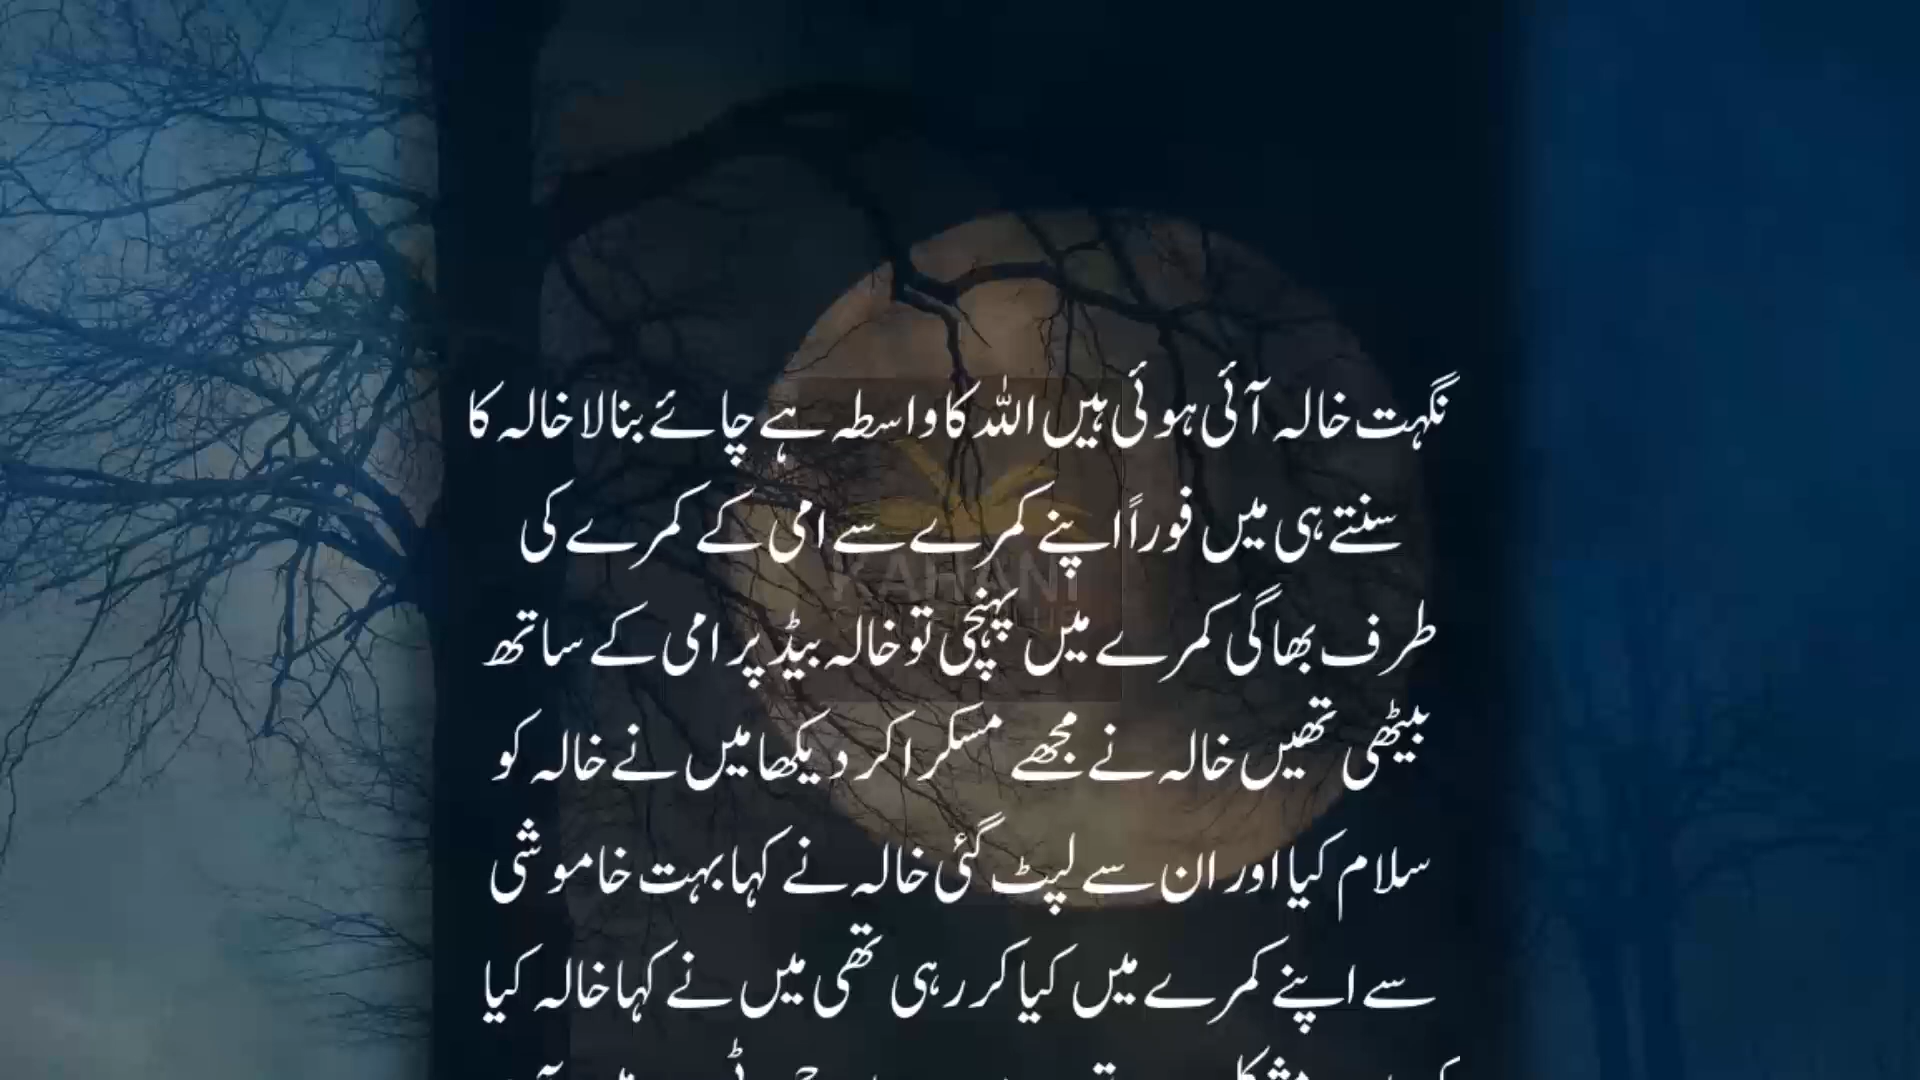 نگہت خالہ آئی ہوئی ہیں اللہ کا واسطہ ہے چائے بنا لا خالہ کا
سنتے ہی میں فوراً اپنے کمرے سے امی کے کمرے کی
طرف بھاگی کمرے میں پہنچی تو خالہ بیڈ پر امی کے ساتھ
بیٹھی تھیں خالہ نے مجھے مسکرا کر دیکھا میں نے خالہ کو
سلام کیا اور ان سے لپٹ گئی خالہ نے کہا بہت خاموشی
سے اپنے کمرے میں کیا کر رہی تھی میں نے کہا خالہ کیا
KAHANI